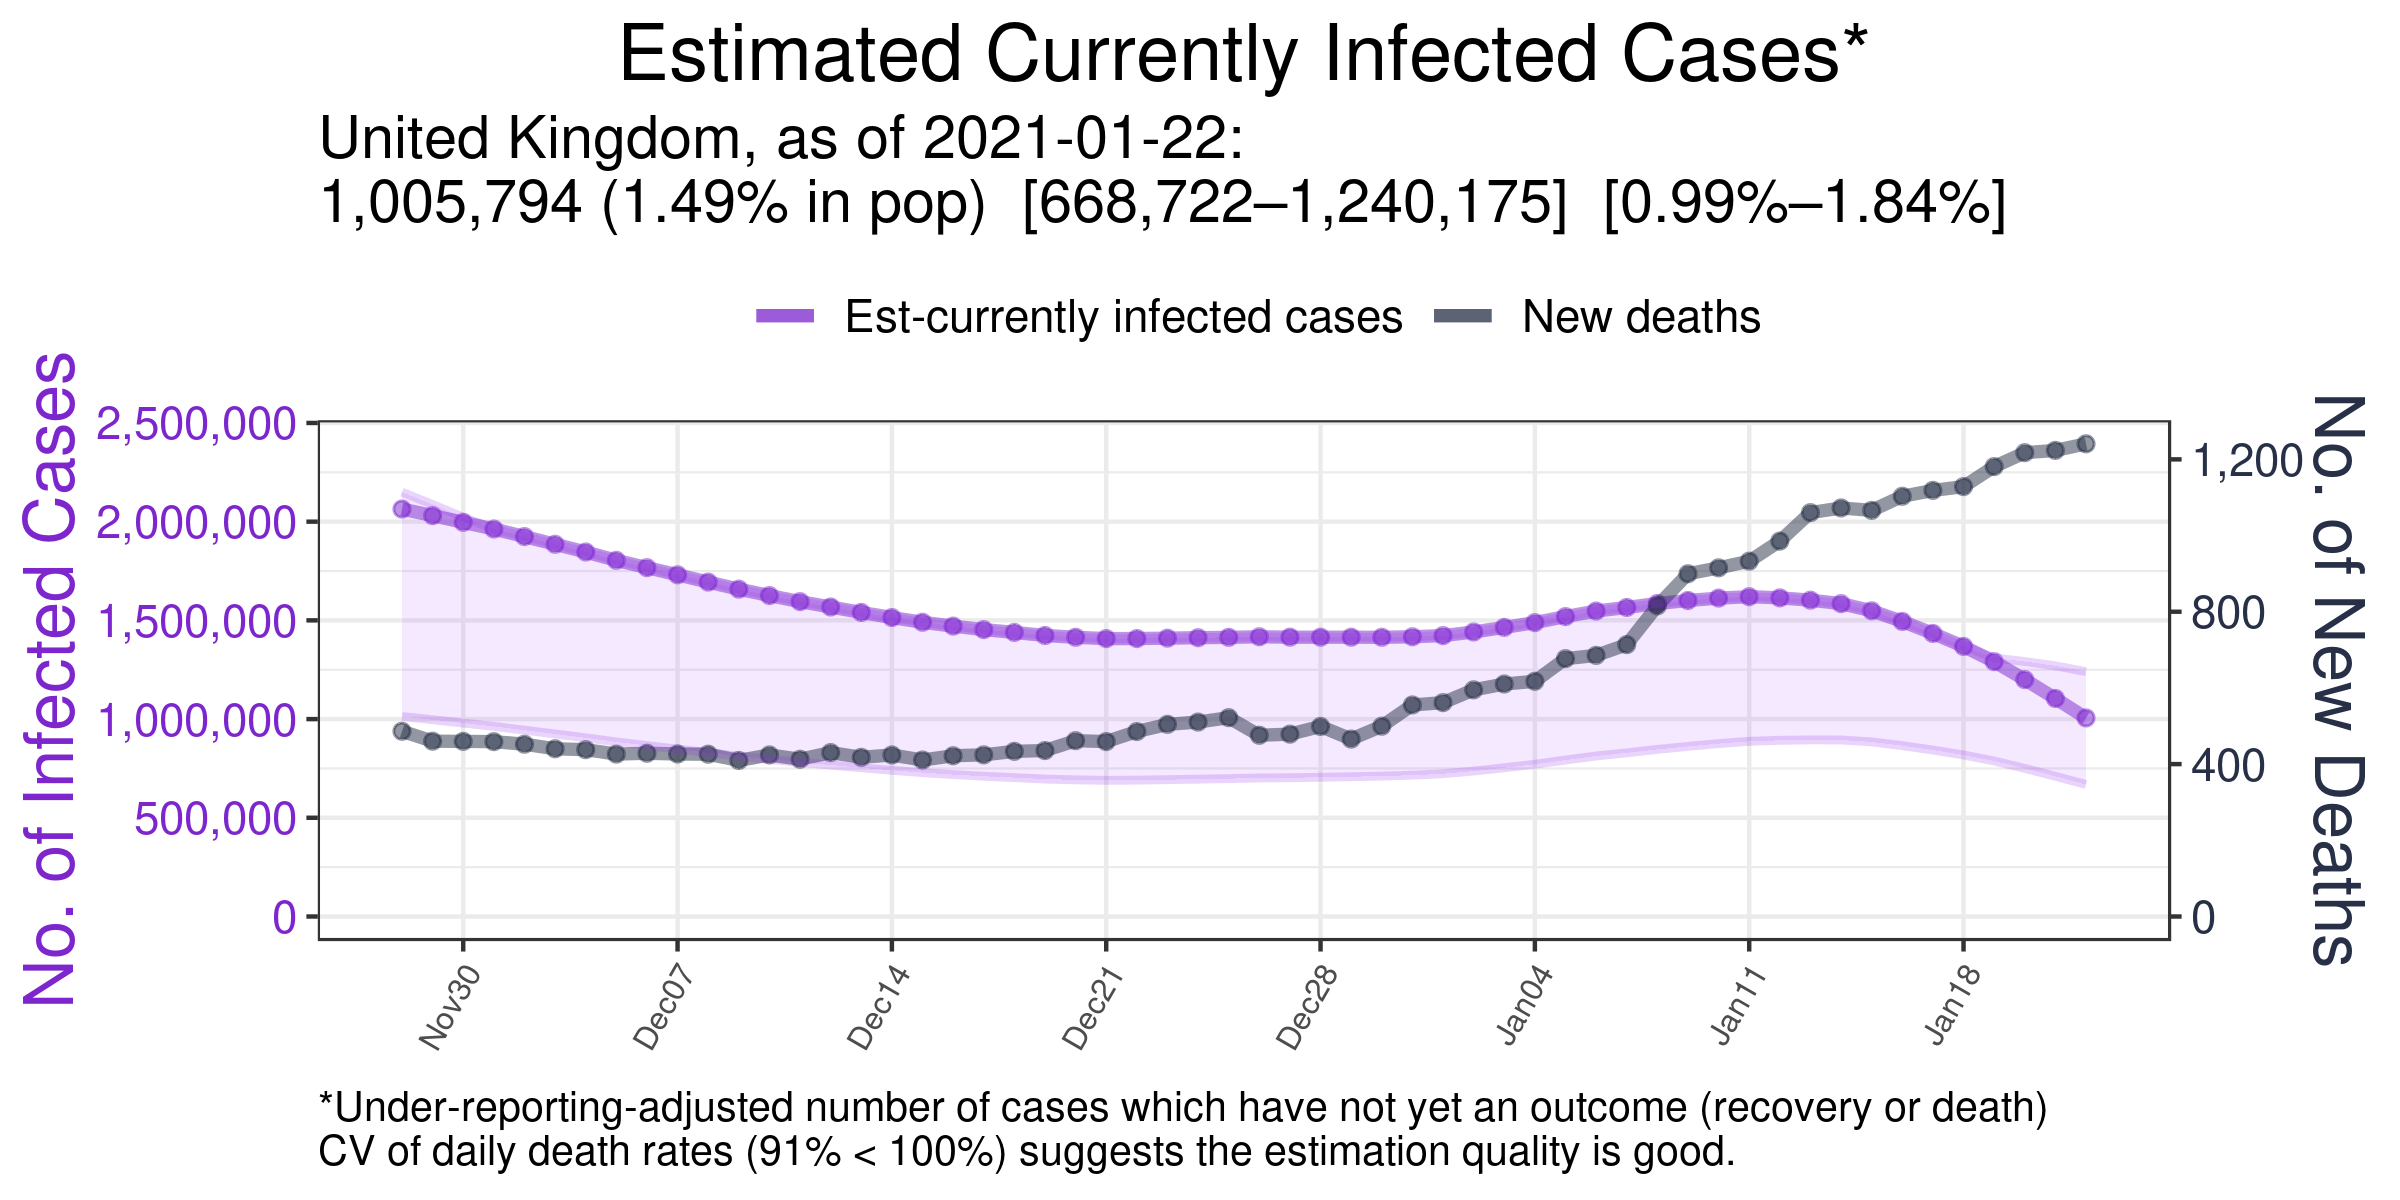 Estimated Currently Infected Cases*
United Kingdom, as of 2021-01-22:
1,005,794 (1.49% in pop)  [668,722–1,240,175]  [0.99%–1.84%]
Est-currently infected cases
New deaths
No. of Infected Cases
2,500,000
2,000,000
1,500,000
1,000,000
500,000
0
1,200
800
400
0
No. of New Deaths
Nov30
Dec07
Dec14
Dec21
Dec28
Jan04
Jan11
Jan18
*Under-reporting-adjusted number of cases which have not yet an outcome (recovery or death)
CV of daily death rates (91% < 100%) suggests the estimation quality is good.